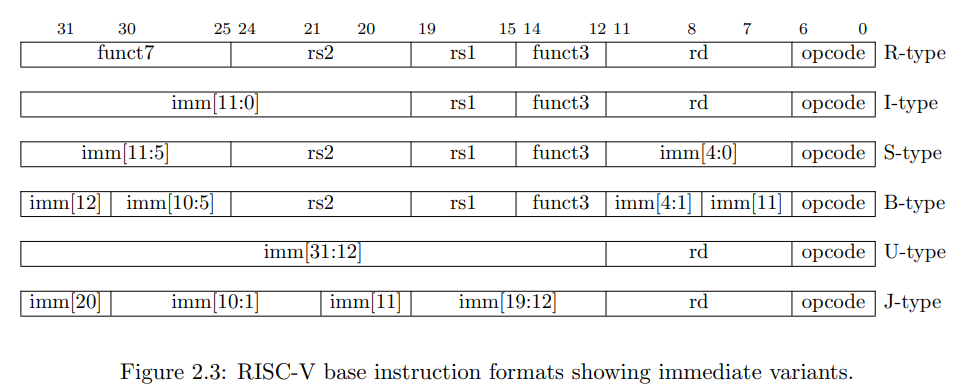 31 30 25 24 21 20 19 15 14 12 11 8 7 6 0
funct7 rs2 rs1 funct3 rd opcode R-type
imm[11:0] rs1 funct3 rd opcode I-type
imm[11:5] rs2 rs1 funct3 imm[4:0] opcode S-type
imm[12] imm[10:5] rs2 rs1 funct3 imm[4:1] imm[11] opcode B-type
imm[31:12] rd opcode U-type
imm[20] imm[10:1] imm[11] imm[19:12] rd opcode J-type
Figure 2.3: RISC-V base instruction formats showing immediate variants.